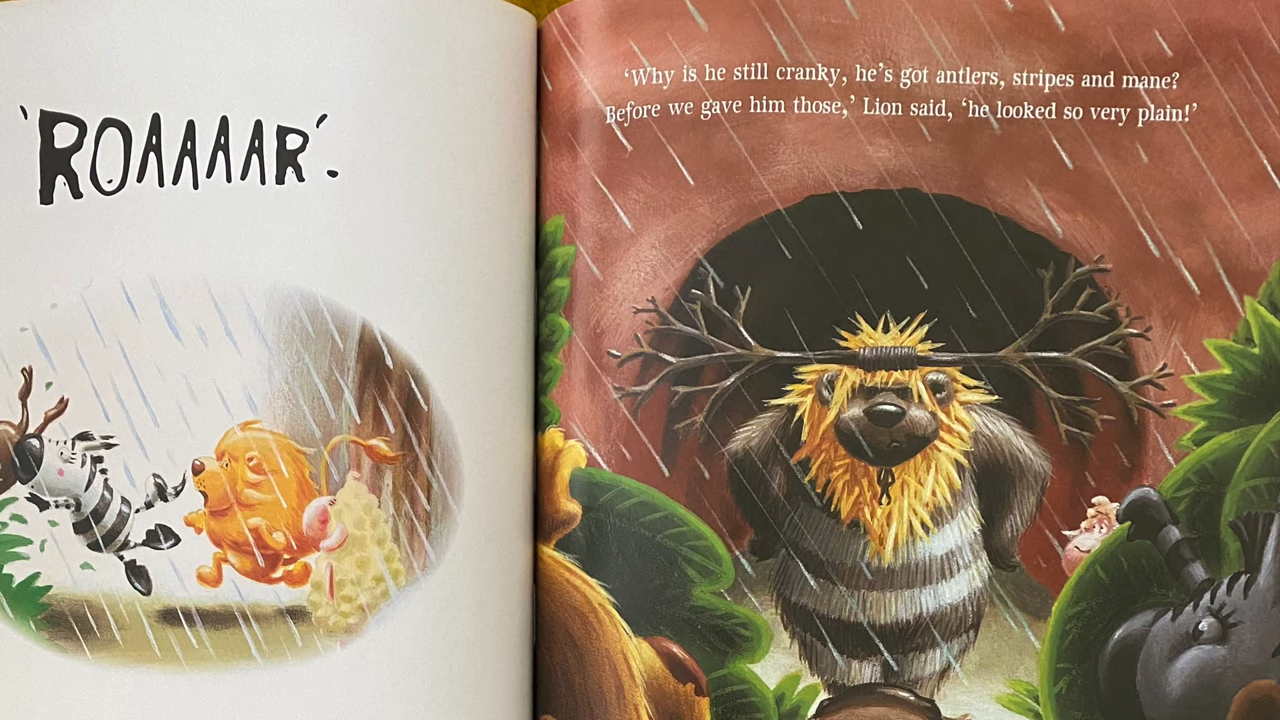 ‘ROAAAAR’.
‘Why is he still cranky, he’s got antlers, stripes and mane?
Before we gave him those,’ Lion said, ‘he looked so very plain!’